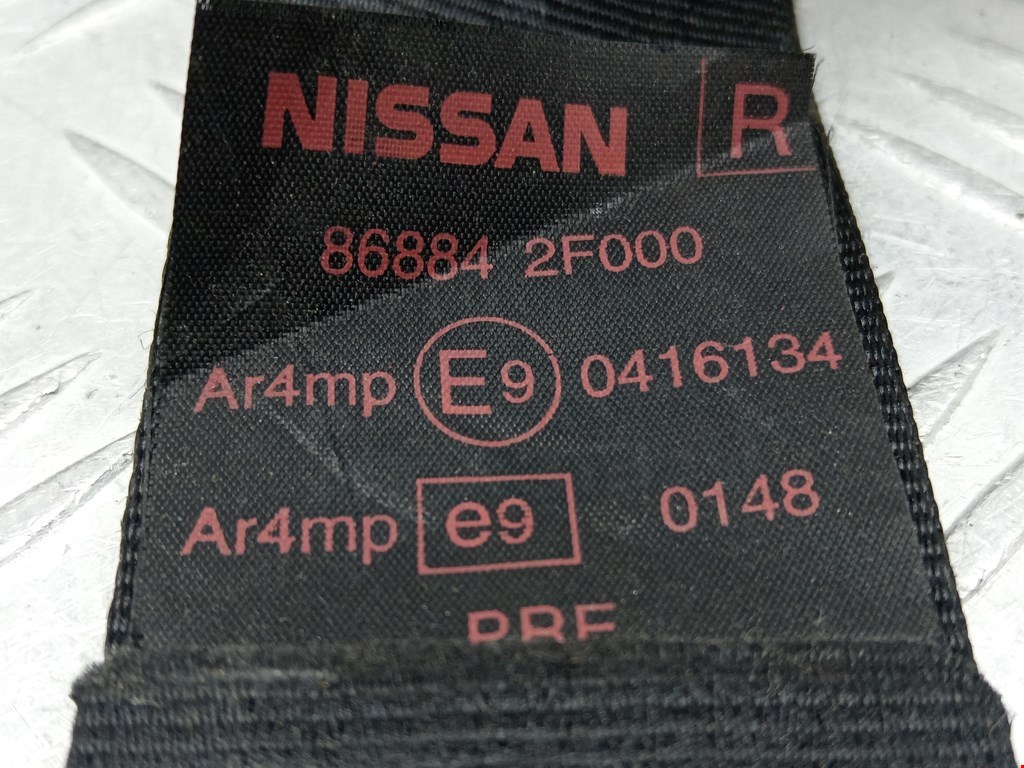 NISSAN R
86884 2F000
Ar4mp E9 0416134
Ar4mp e9 0148